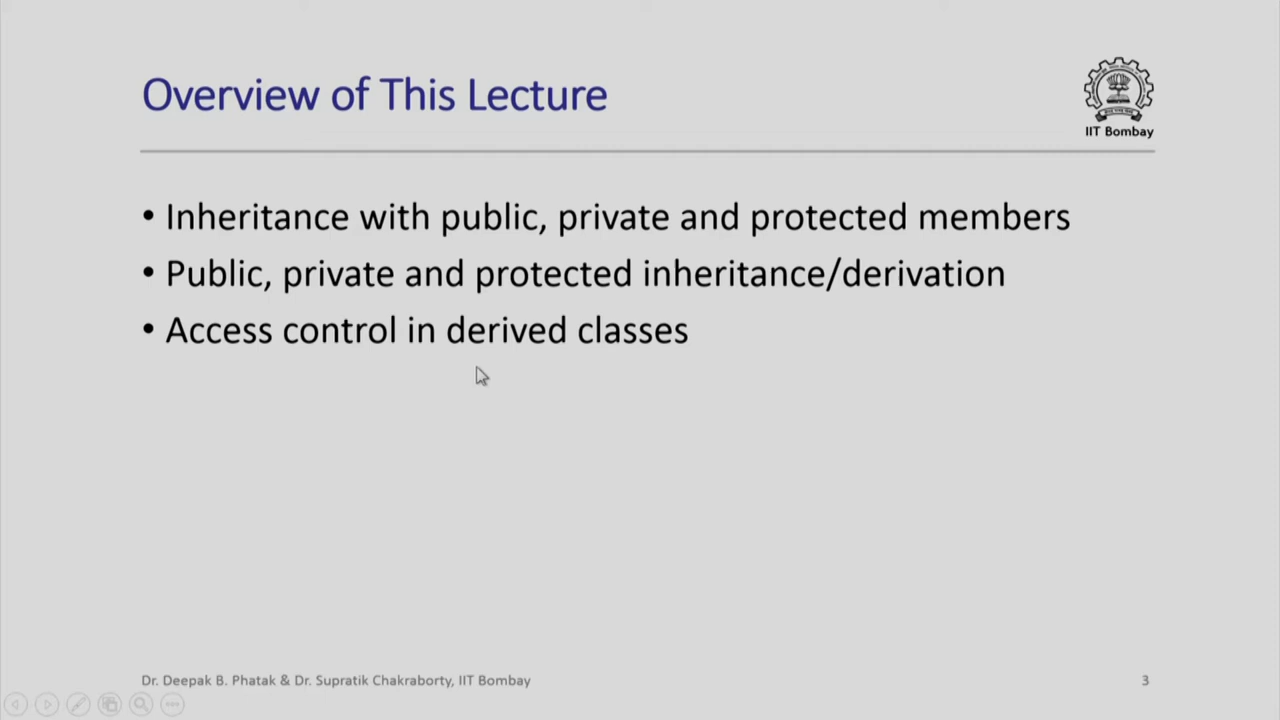 Overview of This Lecture
IIT Bombay
• Inheritance with public, private and protected members
• Public, private and protected inheritance/derivation
• Access control in derived classes
Dr. Deepak B. Phatak & Dr. Supratik Chakraborty, IIT Bombay
3